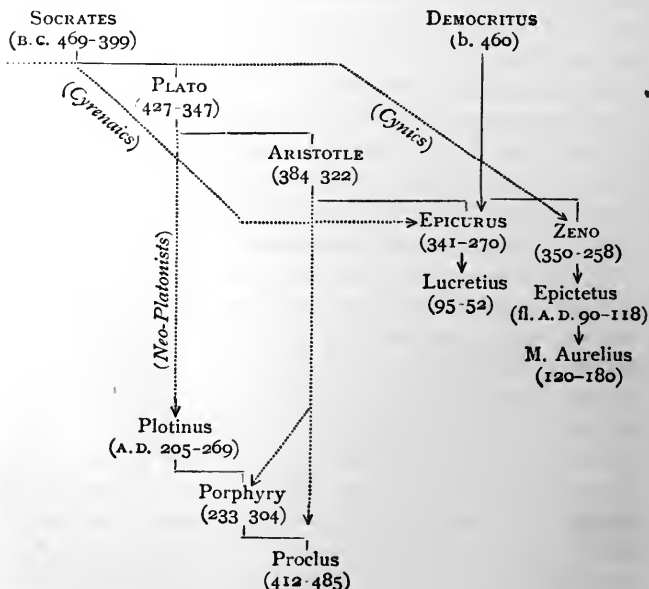 SOCRATES
(B.C. 469-399)
DEMOCRITUS
(b. 460)
PLATO
(427-347)
(Cyrenaics)
(Cynics)
ARISTOTLE
(384 322)
EPICURUS
(341-270)
ZENO
(350-258)
Lucretius
(95-52)
Epictetus
(fl. A.D. 90-118)
M. Aurelius
(120-180)
(Neo-Platonists)
Plotinus
(A.D. 205-269)
Porphyry
(233 304)
Proclus
(412-485)